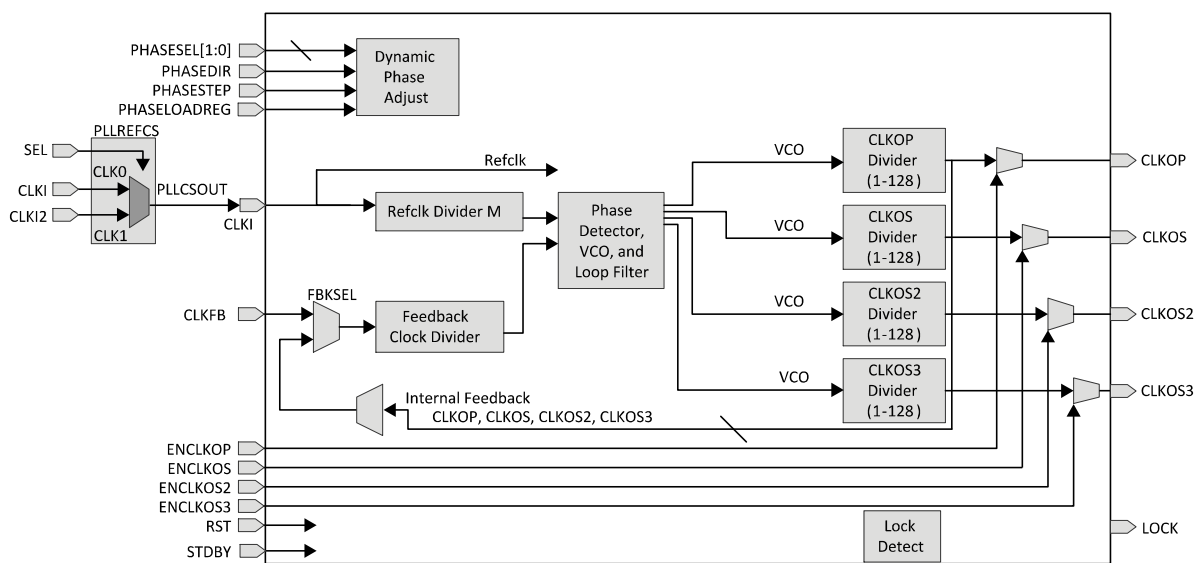 PHASESEL[1:0]
PHASEDIR
PHASESTEP
PHASELOADREG
Dynamic
Phase
Adjust
PLLREFCS
SEL
CLK0
CLKI
CLKI2
CLK1
PLLCSOUT
CLKI
Refclk
Refclk Divider M
Phase
Detector,
VCO, and
Loop Filter
VCO
VCO
VCO
VCO
CLKOP
Divider
(1-128)
CLKOS
Divider
(1-128)
CLKOS2
Divider
(1-128)
CLKOS3
Divider
(1-128)
CLKOP
CLKOS
CLKOS2
CLKOS3
CLKFB
FBKSEL
Feedback
Clock Divider
Internal Feedback
CLKOP, CLKOS, CLKOS2, CLKOS3
ENCLKOP
ENCLKOS
ENCLKOS2
ENCLKOS3
RST
STDBY
Lock
Detect
LOCK